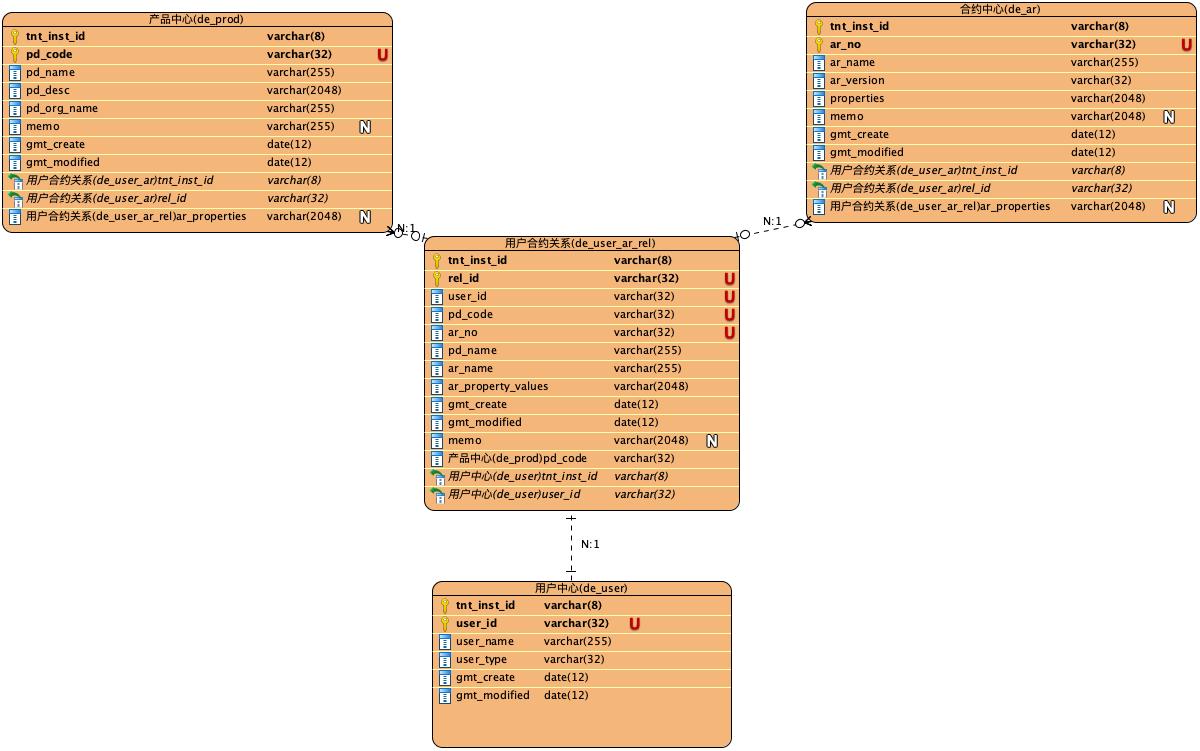 产品中心(de_prod)
tnt_inst_id varchar(8)
pd_code varchar(32) U
pd_name varchar(255)
pd_desc varchar(2048)
pd_org_name varchar(255)
memo varchar(255) N
gmt_create date(12)
gmt_modified date(12)
用户合约关系(de_user_ar)tnt_inst_id varchar(8)
用户合约关系(de_user_ar)rel_id varchar(32)
用户合约关系(de_user_ar_rel)ar_properties varchar(2048) N
合约中心(de_ar)
tnt_inst_id varchar(8)
ar_no varchar(32) U
ar_name varchar(255)
ar_version varchar(32)
properties varchar(2048)
memo varchar(2048) N
gmt_create date(12)
gmt_modified date(12)
用户合约关系(de_user_ar)tnt_inst_id varchar(8)
用户合约关系(de_user_ar)rel_id varchar(32)
用户合约关系(de_user_ar_rel)ar_properties varchar(2048) N
N:1
N:1
用户合约关系(de_user_ar_rel)
tnt_inst_id varchar(8)
rel_id varchar(32) U
user_id varchar(32) U
pd_code varchar(32) U
ar_no varchar(32) U
pd_name varchar(255)
ar_name varchar(255)
ar_property_values varchar(2048)
gmt_create date(12)
gmt_modified date(12)
memo varchar(2048) N
产品中心(de_prod)pd_code varchar(32)
用户中心(de_user)tnt_inst_id varchar(8)
用户中心(de_user)user_id varchar(32)
N:1
用户中心(de_user)
tnt_inst_id varchar(8)
user_id varchar(32) U
user_name varchar(255)
user_type varchar(32)
gmt_create date(12)
gmt_modified date(12)